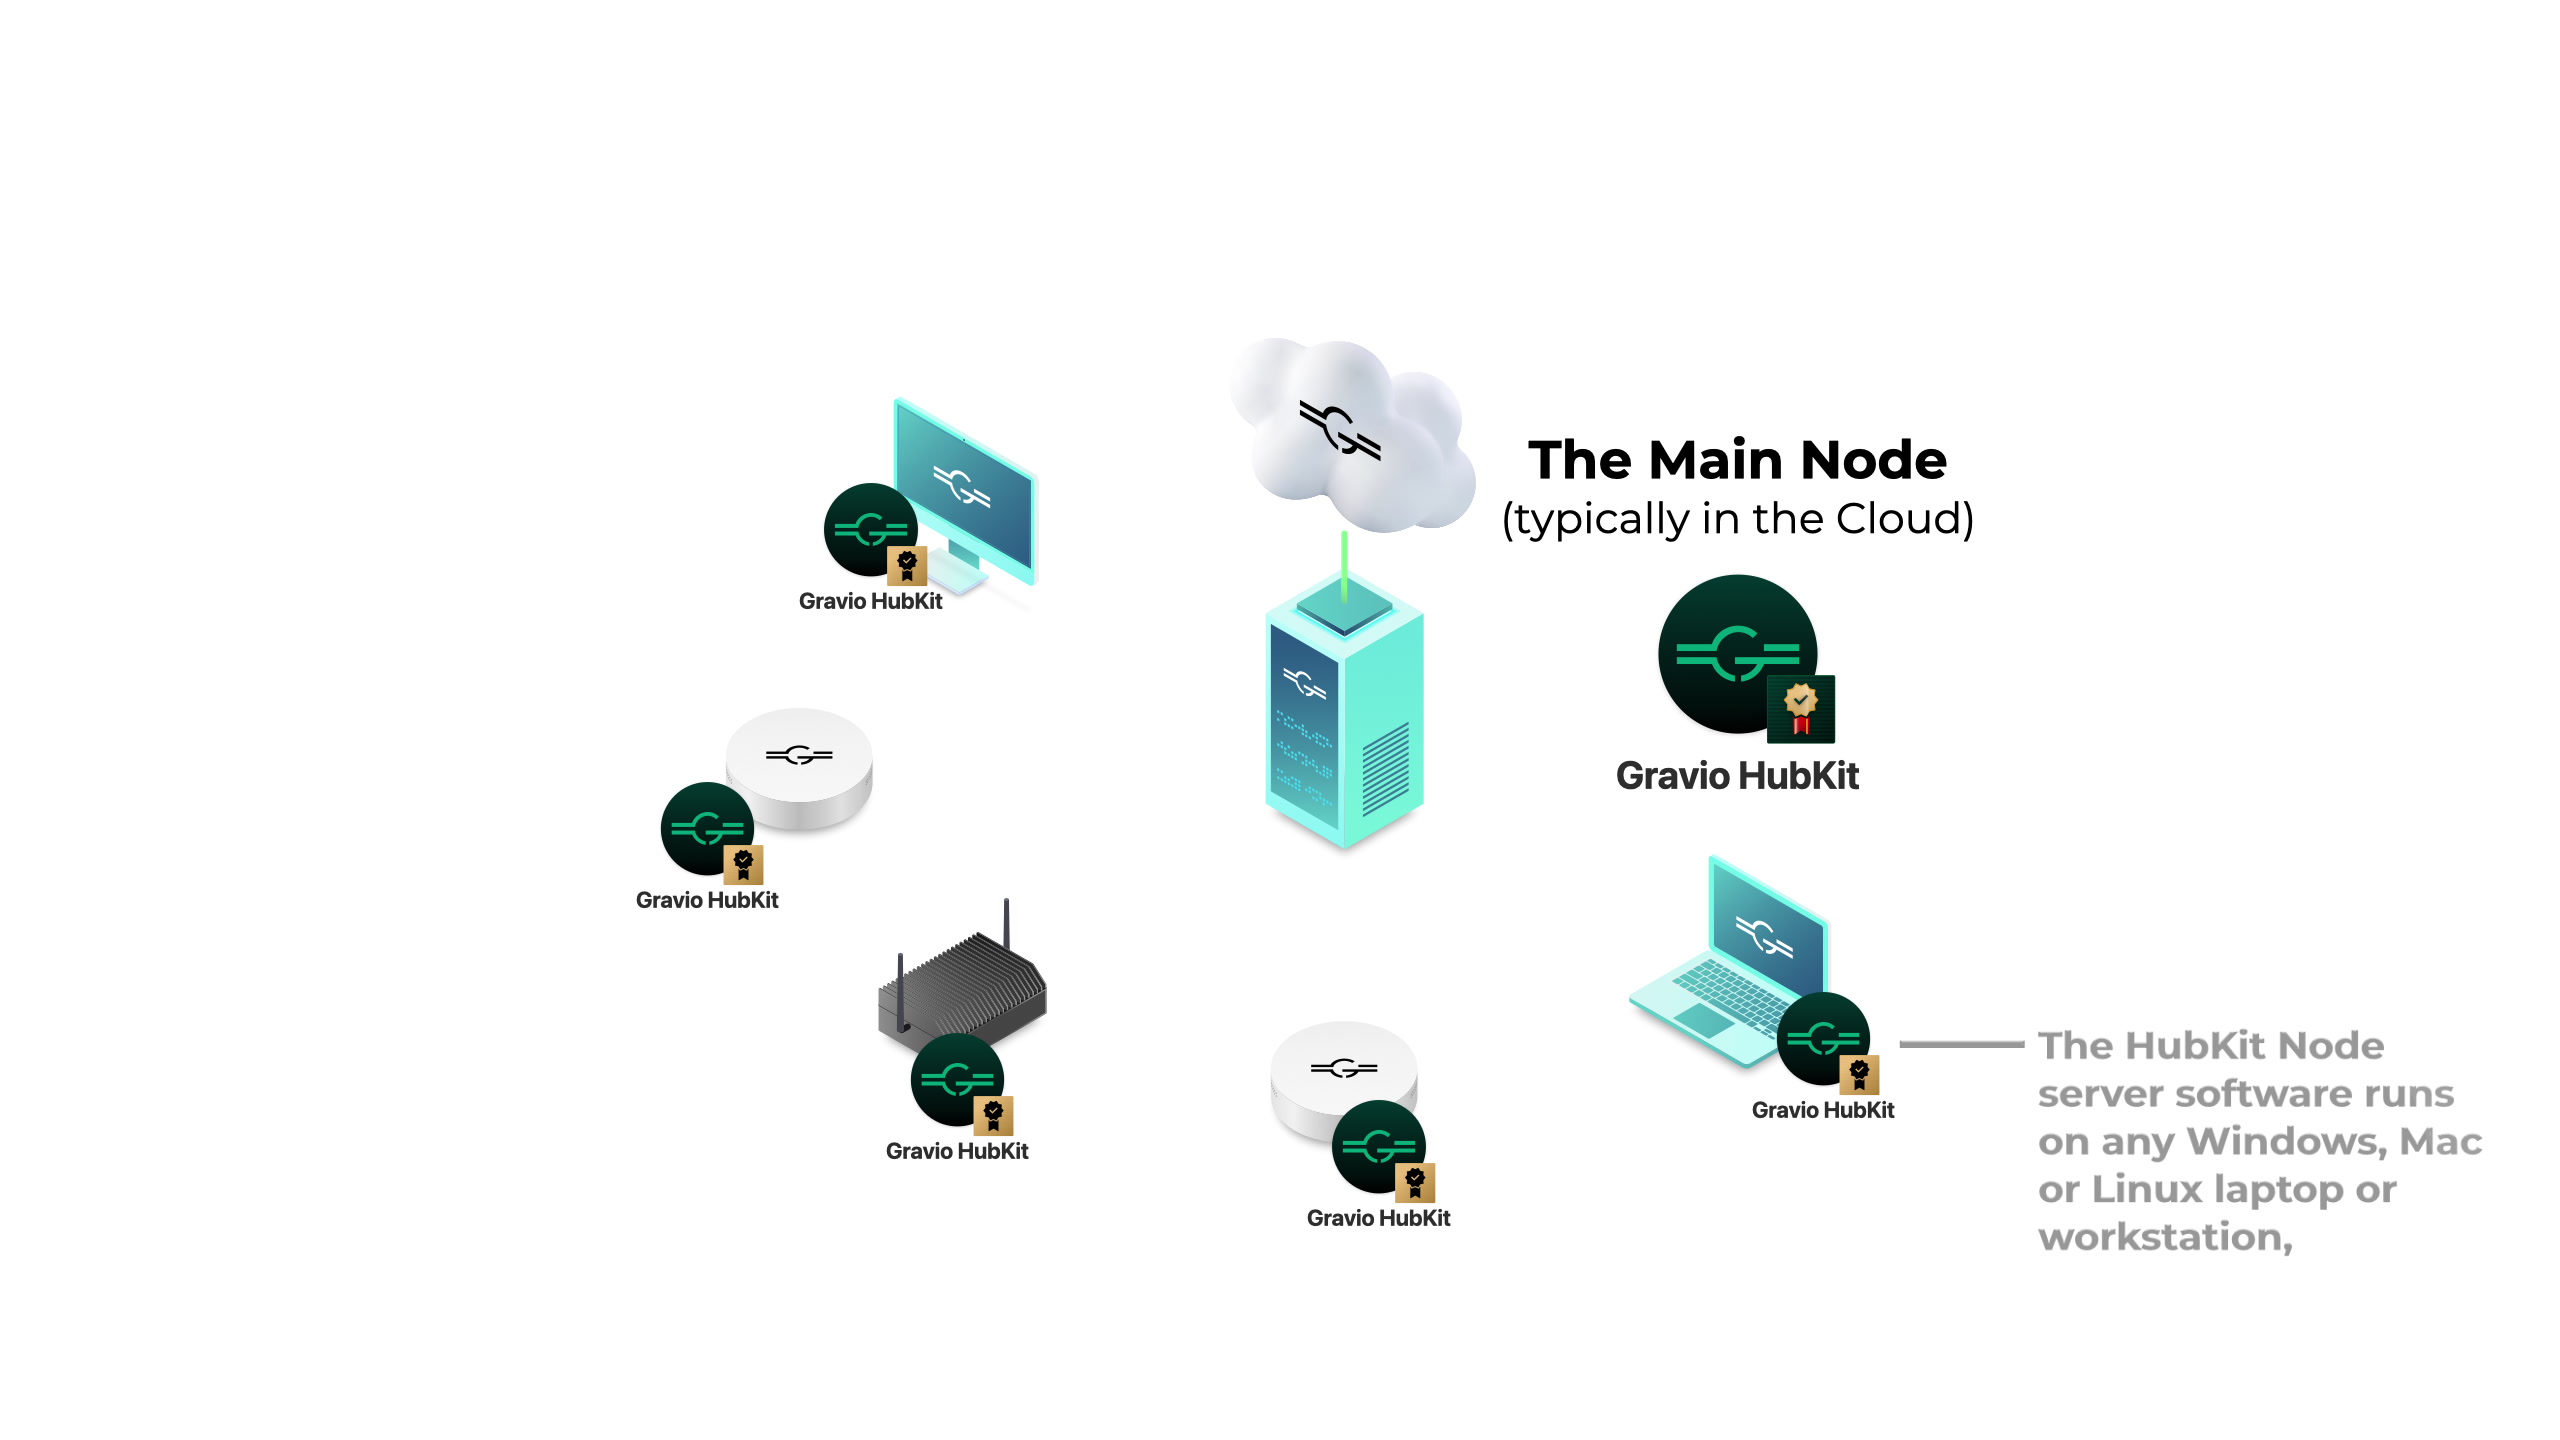 The Main Node
(typically in the Cloud)
Gravio HubKit
Gravio HubKit
Gravio HubKit
Gravio HubKit
Gravio HubKit
Gravio HubKit
The HubKit Node
server software runs
on any Windows, Mac
or Linux laptop or
workstation,